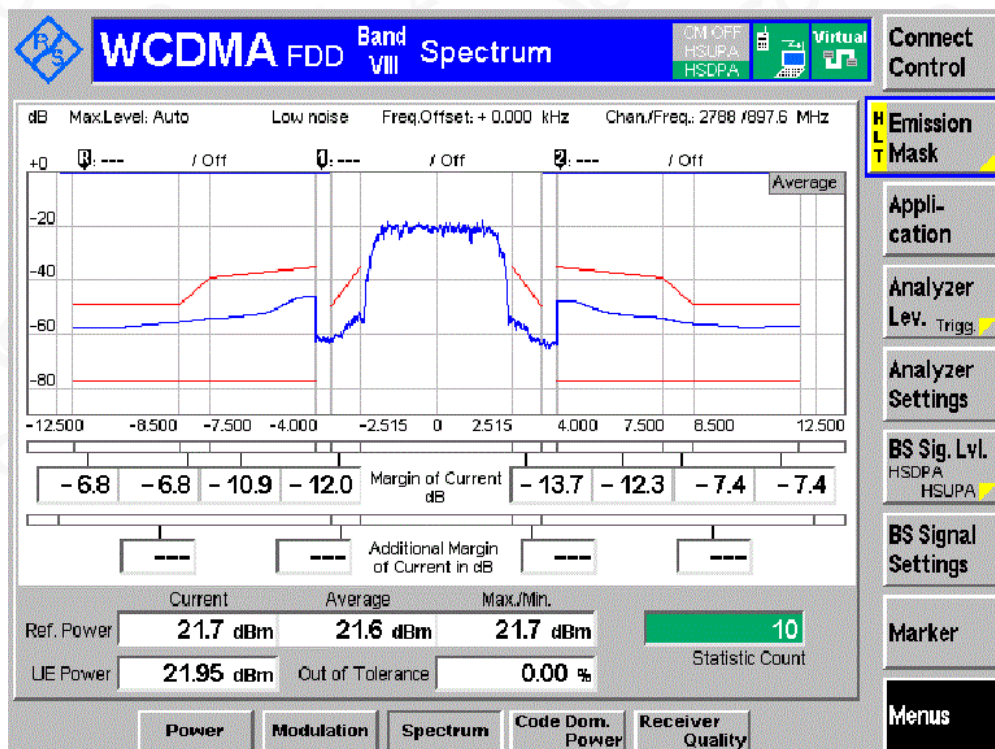 R/S
WCDMA FDD Band VIII Spectrum
CM OFF
HSUPA
HSDPA
Virtual
Connect Control
dB Max.Level: Auto Low noise Freq.Offset: + 0.000 kHz Chan./Freq.: 2788 /897.6 MHz
R: --- / Off 1: --- / Off 2: --- / Off
Average
+0
-20
-40
-60
-80
-12.500 -8.500 -7.500 -4.000 -2.515 0 2.515 4.000 7.500 8.500 12.500
- 6.8 - 6.8 - 10.9 - 12.0 Margin of Current dB - 13.7 - 12.3 - 7.4 - 7.4
--- --- Additional Margin of Current in dB --- ---
Current Average Max./Min.
Ref. Power 21.7 dBm 21.6 dBm 21.7 dBm 10
Statistic Count
UE Power 21.95 dBm Out of Tolerance 0.00 %
Power Modulation Spectrum Code Dom. Power Receiver Quality
HLT Emission Mask
Appli-
cation
Analyzer
Lev. Trigg.
Analyzer
Settings
BS Sig. Lvl.
HSDPA
HSUPA
BS Signal
Settings
Marker
Menus